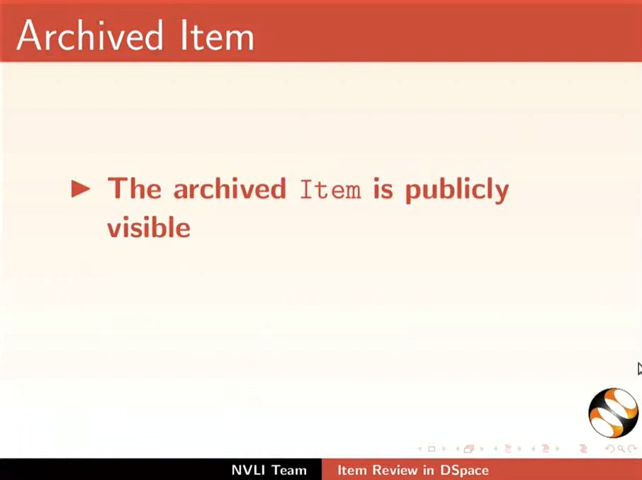 Archived Item
The archived Item is publicly
visible
NVLI Team
Item Review in DSpace